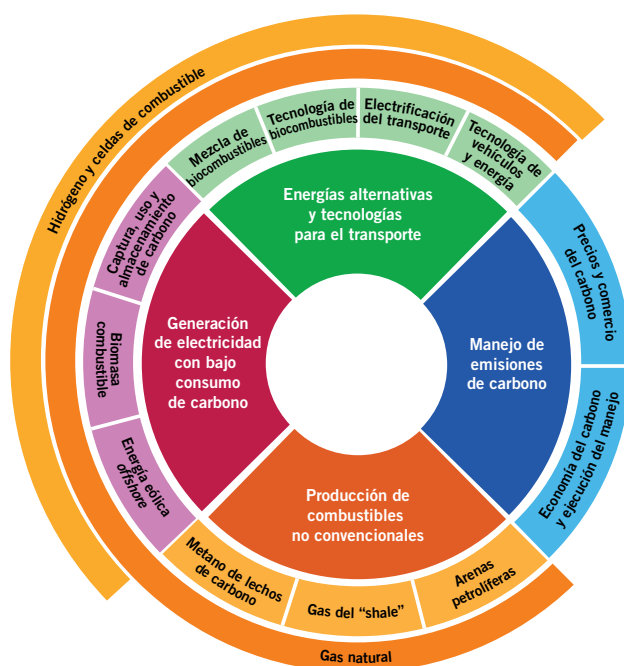 Hidrógeno y celdas de combustible
Mezcla de
biocombustibles
Tecnología de
biocombustibles
Electrificación
del transporte
Tecnología de
vehículos
y energía
Energías alternativas
y tecnologías
para el transporte
Captura, uso y
almacenamiento
de carbono
Biomasa
combustible
Energía eólica
offshore
Generación
de electricidad
con bajo
consumo
de carbono
Manejo de
emisiones
de carbono
Precios y comercio
del carbono
Economía del carbono
y ejecución del manejo
Producción de
combustibles
no convencionales
Metano de lechos
de carbono
Gas del “shale”
Arenas
petrolíferas
Gas natural